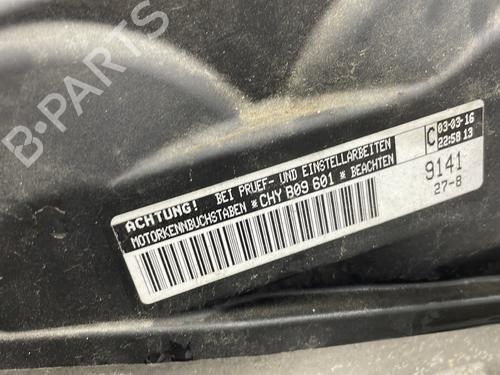 B-PARTS
ACHTUNG! BEI PRUEF- UND EINSTELLARBEITEN
MOTORKENNBUCHSTABEN *CHY B09 601* BEACHTEN
C 03-03-16
22:58 13
9141
27-8